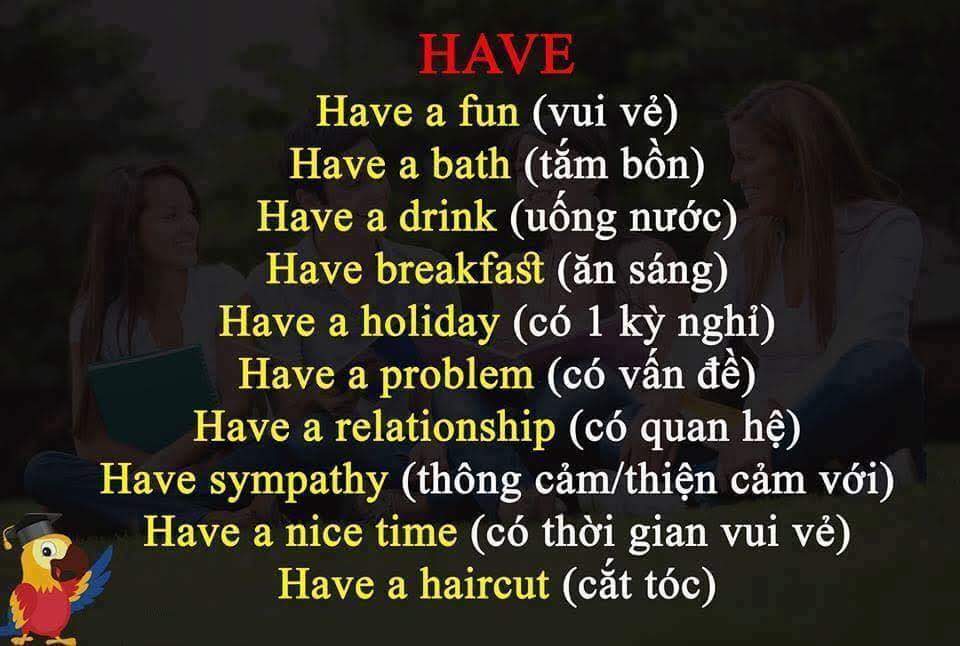 HAVE
Have a fun (vui vẻ)
Have a bath (tắm bồn)
Have a drink (uống nước)
Have breakfast (ăn sáng)
Have a holiday (có 1 kỳ nghỉ)
Have a problem (có vấn đề)
Have a relationship (có quan hệ)
Have sympathy (thông cảm/thiện cảm với)
Have a nice time (có thời gian vui vẻ)
Have a haircut (cắt tóc)